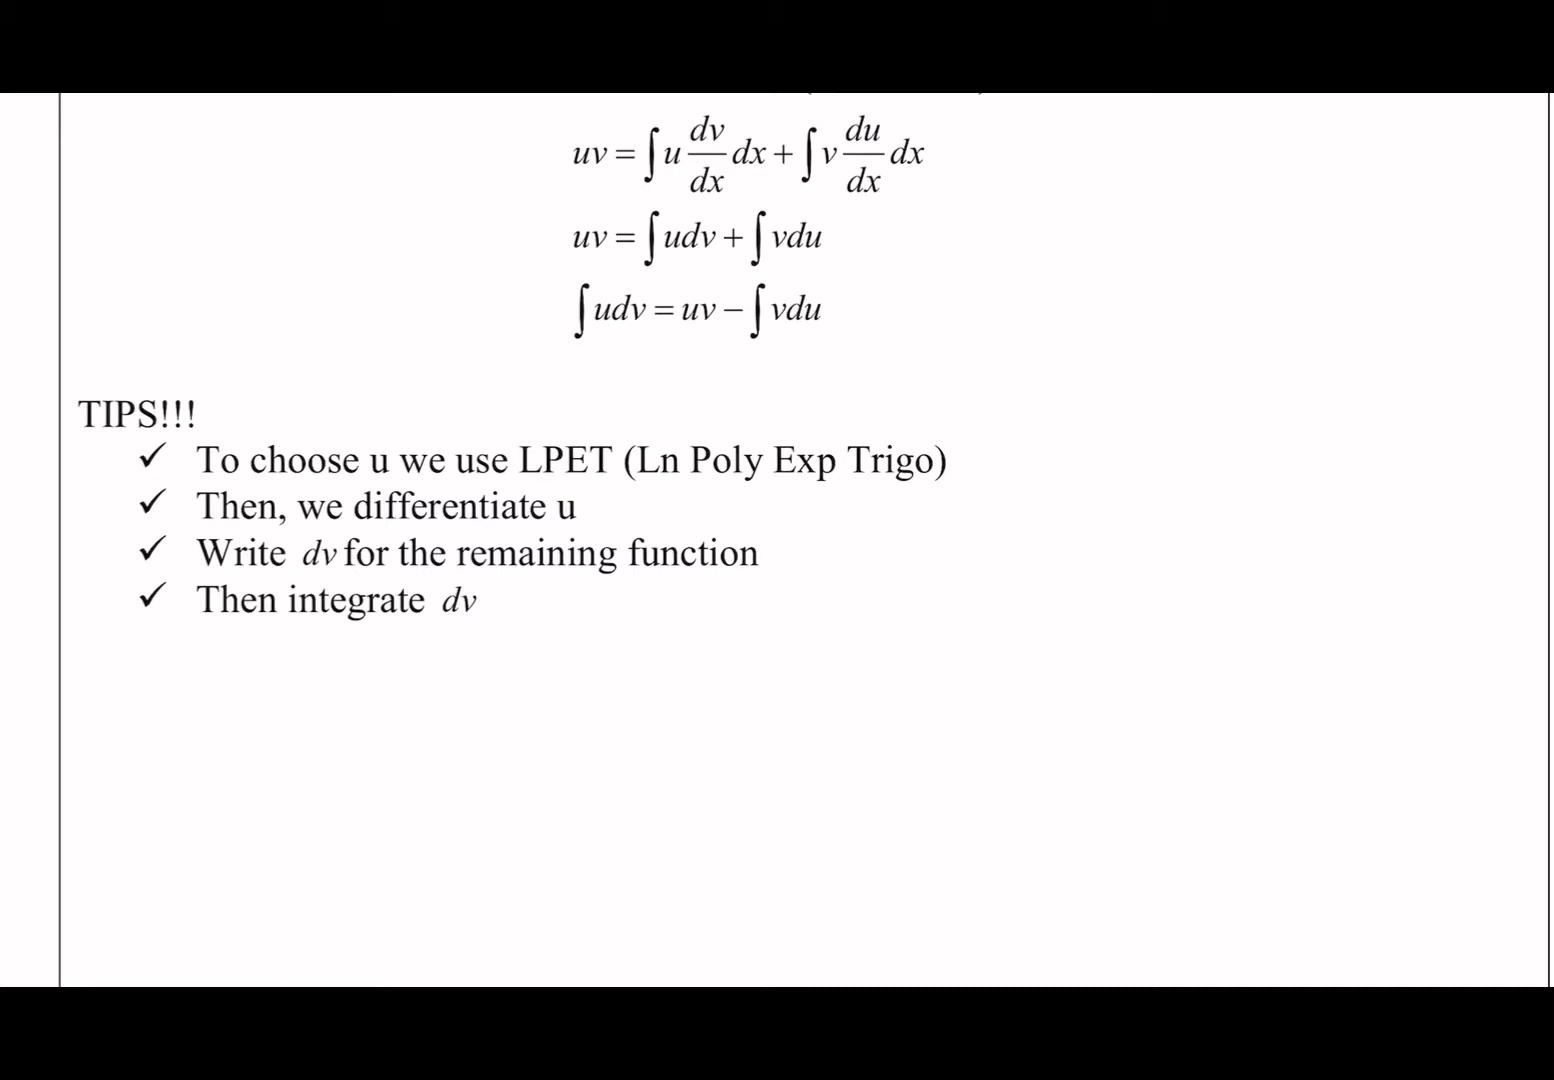 uv = ∫ u dv/dx dx + ∫ v du/dx dx
uv = ∫ udv + ∫ vdu
∫ udv = uv − ∫ vdu
TIPS!!!
✓ To choose u we use LPET (Ln Poly Exp Trigo)
✓ Then, we differentiate u
✓ Write dv for the remaining function
✓ Then integrate dv